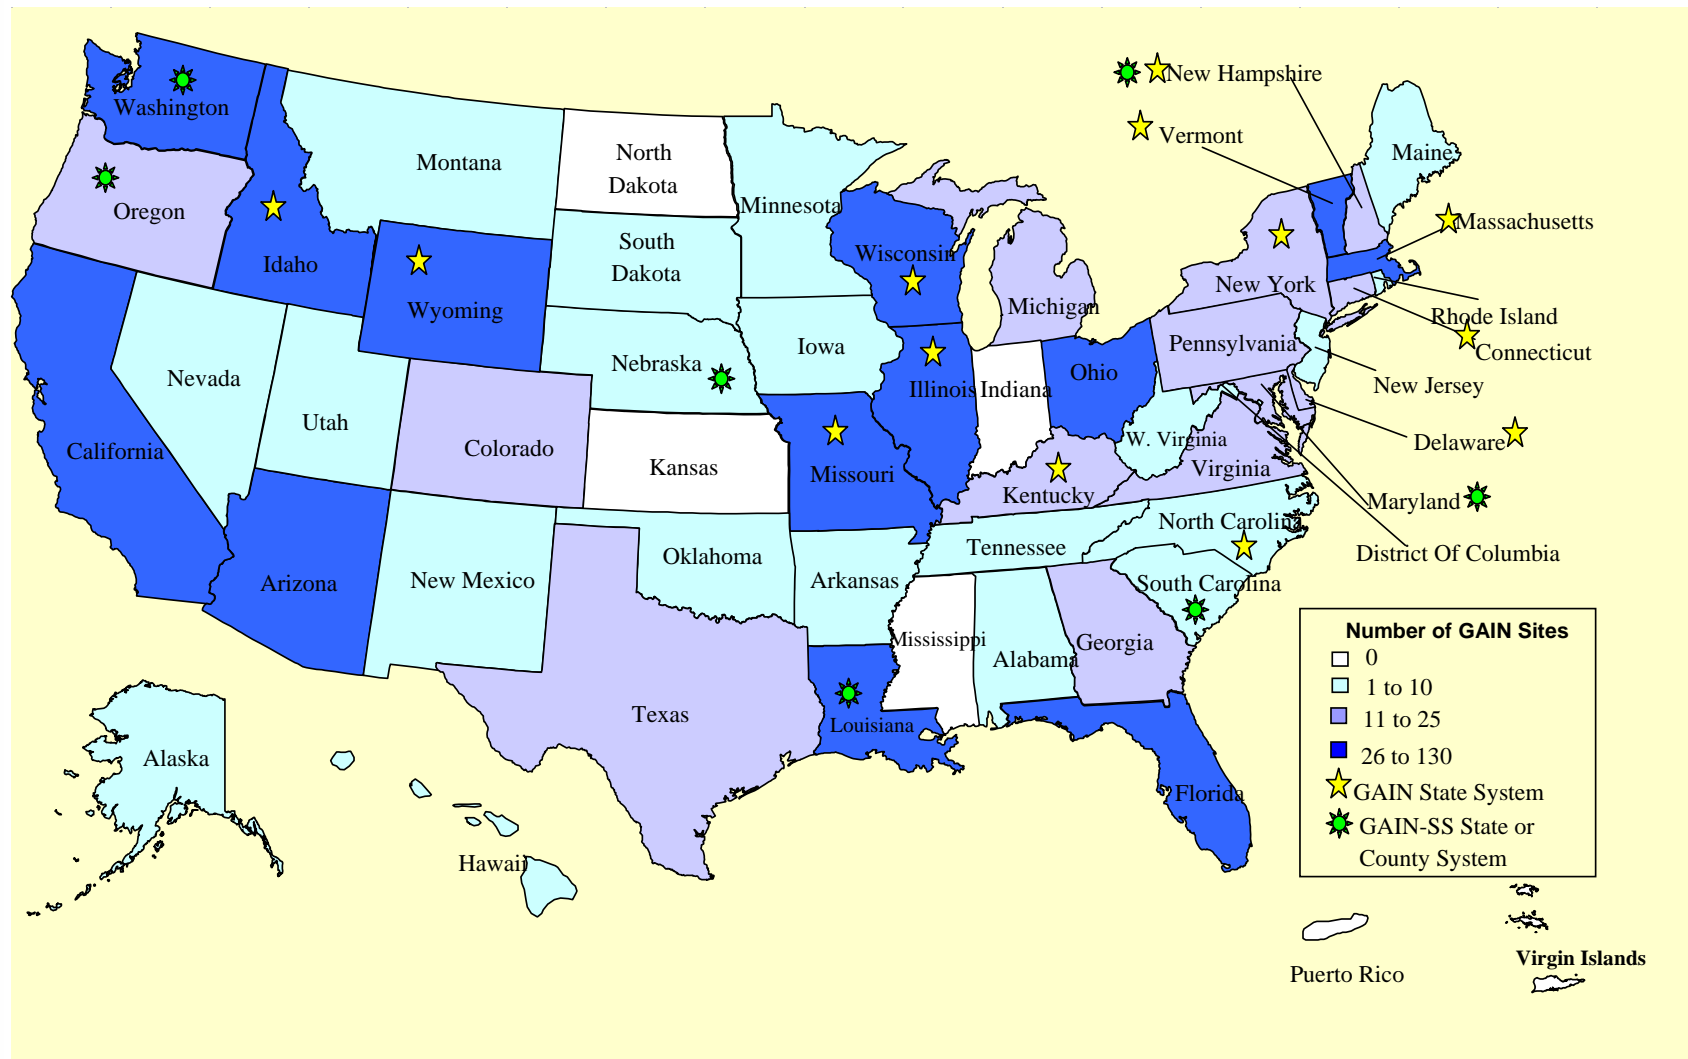 New Hampshire
Washington
Vermont
Montana
North
Dakota
Maine
Oregon
Minnesota
Massachusetts
South
Dakota
Wisconsin
Idaho
New York
Wyoming
Michigan
Rhode Island
Pennsylvania
Connecticut
Iowa
Nebraska
Nevada
Illinois
Indiana
Ohio
New Jersey
Utah
W. Virginia
Delaware
California
Colorado
Kansas
Missouri
Virginia
Kentucky
Maryland
North Carolina
Tennessee
District Of Columbia
Oklahoma
Arizona
New Mexico
Arkansas
South Carolina
Mississippi
Georgia
Alabama
Texas
Louisiana
Alaska
Florida
Hawaii
Number of GAIN Sites
0
1 to 10
11 to 25
26 to 130
GAIN State System
GAIN-SS State or
County System
Virgin Islands
Puerto Rico